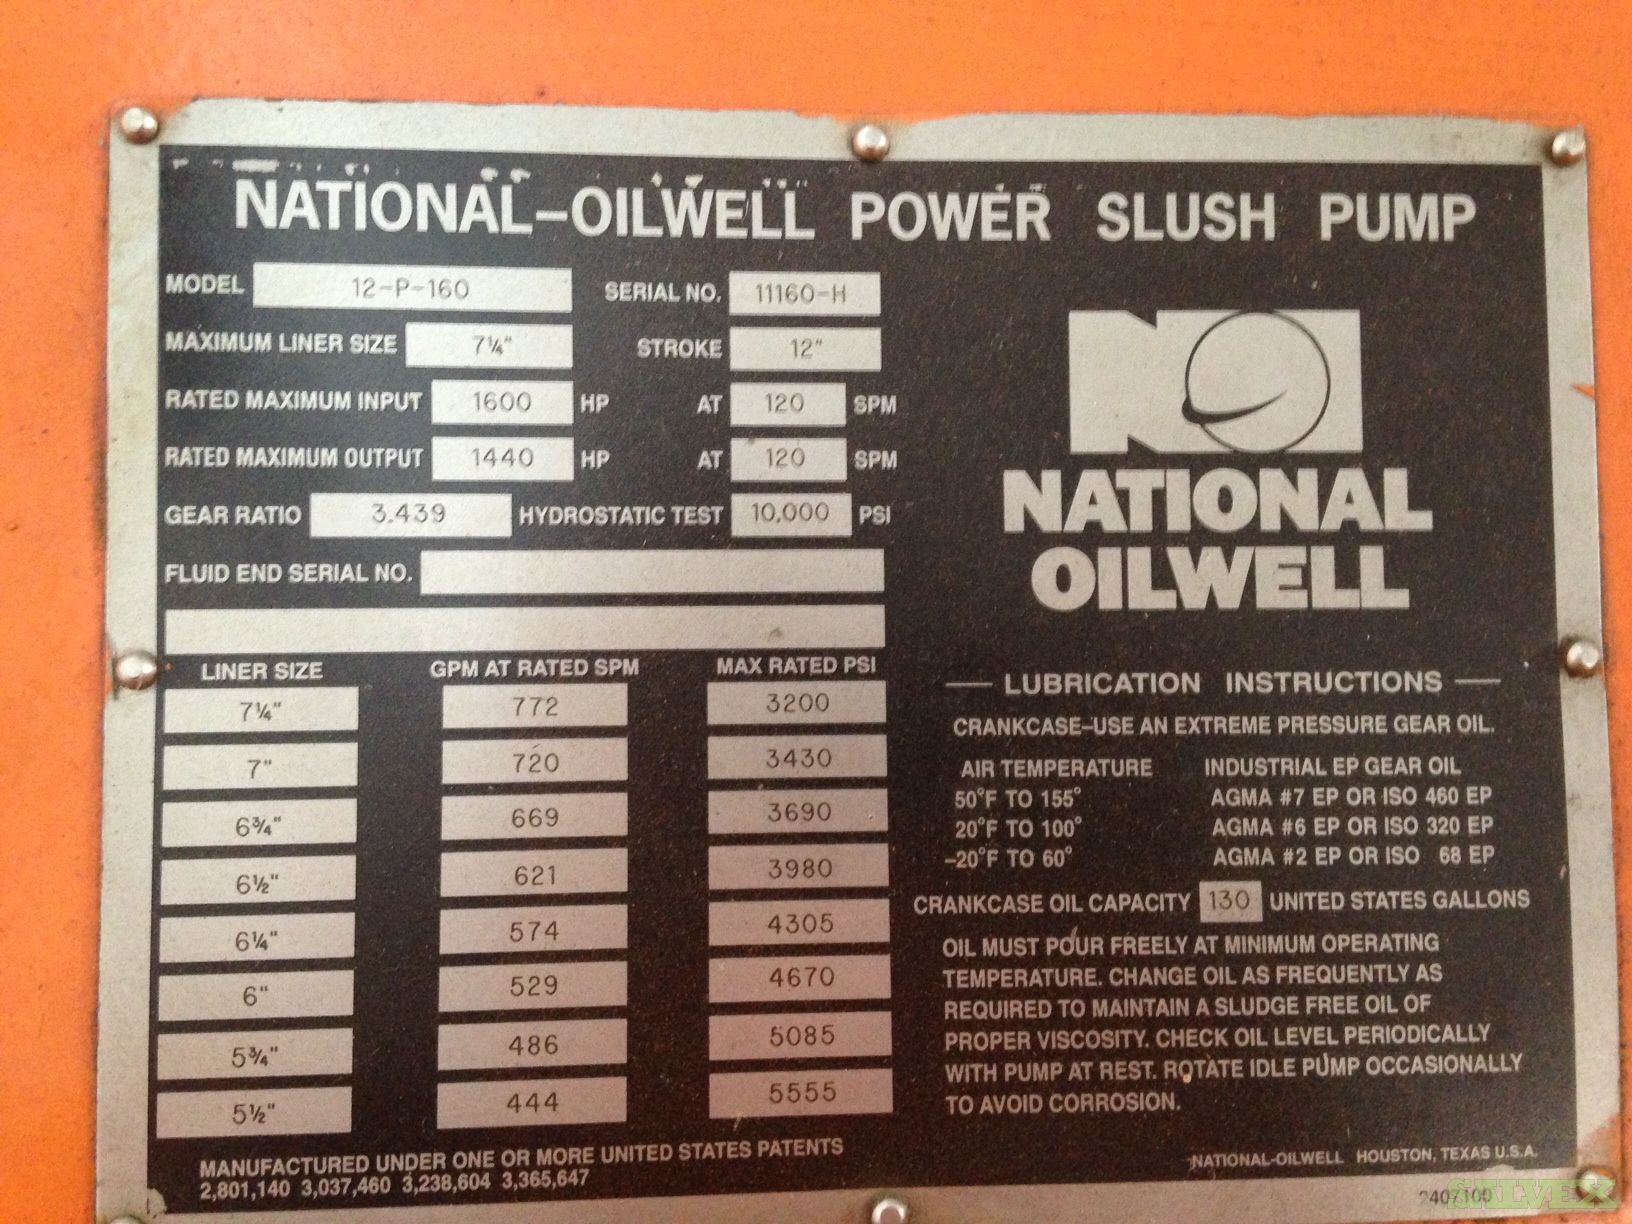 NATIONAL-OILWELL POWER SLUSH PUMP
MODEL 12-P-160 SERIAL NO. 11160-H
MAXIMUM LINER SIZE 7¼" STROKE 12"
RATED MAXIMUM INPUT 1600 HP AT 120 SPM
RATED MAXIMUM OUTPUT 1440 HP AT 120 SPM
GEAR RATIO 3.439 HYDROSTATIC TEST 10,000 PSI
FLUID END SERIAL NO.
LINER SIZE GPM AT RATED SPM MAX RATED PSI
7¼" 772 3200
7" 720 3430
6¾" 669 3690
6½" 621 3980
6¼" 574 4305
6" 529 4670
5¾" 486 5085
5½" 444 5555
MANUFACTURED UNDER ONE OR MORE UNITED STATES PATENTS
2,801,140 3,037,460 3,238,604 3,365,647
NOI
NATIONAL
OILWELL
— LUBRICATION INSTRUCTIONS —
CRANKCASE-USE AN EXTREME PRESSURE GEAR OIL.
AIR TEMPERATURE INDUSTRIAL EP GEAR OIL
50°F TO 155° AGMA #7 EP OR ISO 460 EP
20°F TO 100° AGMA #6 EP OR ISO 320 EP
-20°F TO 60° AGMA #2 EP OR ISO 68 EP
CRANKCASE OIL CAPACITY 130 UNITED STATES GALLONS
OIL MUST POUR FREELY AT MINIMUM OPERATING
TEMPERATURE. CHANGE OIL AS FREQUENTLY AS
REQUIRED TO MAINTAIN A SLUDGE FREE OIL OF
PROPER VISCOSITY. CHECK OIL LEVEL PERIODICALLY
WITH PUMP AT REST. ROTATE IDLE PUMP OCCASIONALLY
TO AVOID CORROSION.
NATIONAL-OILWELL HOUSTON, TEXAS U.S.A.
SALVEX